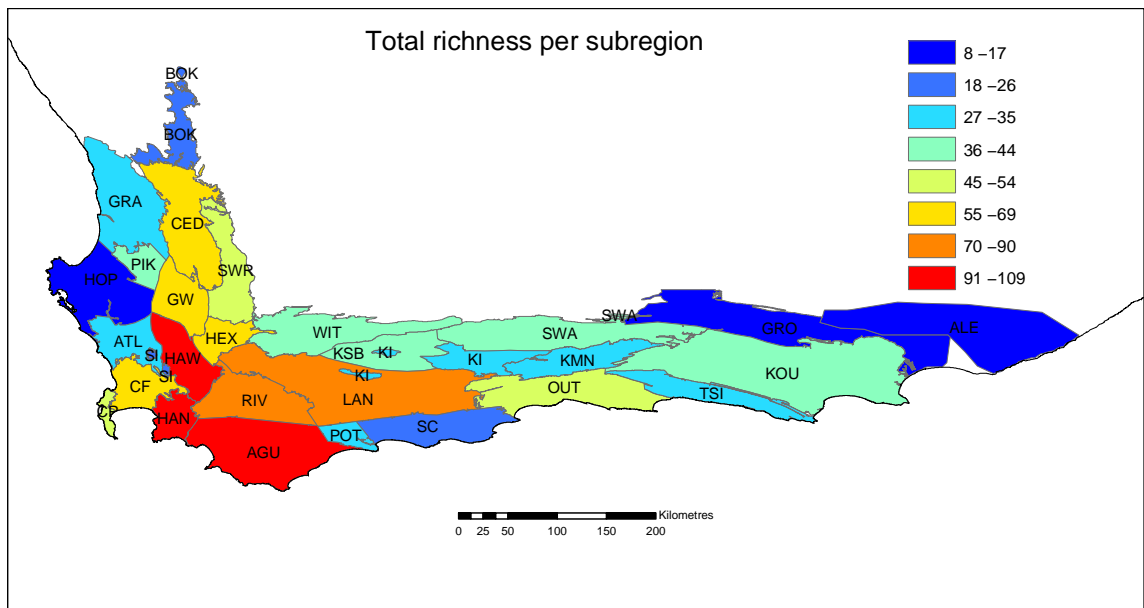 Total richness per subregion
8 –17
18 –26
27 –35
36 –44
45 –54
55 –69
70 –90
91 –109
BOK
BOK
GRA
CED
PIK
SWR
HOP
GW
SWA
GRO
ALE
ATL
SI
HAW
HEX
WIT
SWA
KSB
KI
KI
KMN
KOU
CF
SI
KI
CP
HAN
RIV
LAN
OUT
TSI
AGU
POT
SC
Kilometres
0 25 50 100 150 200